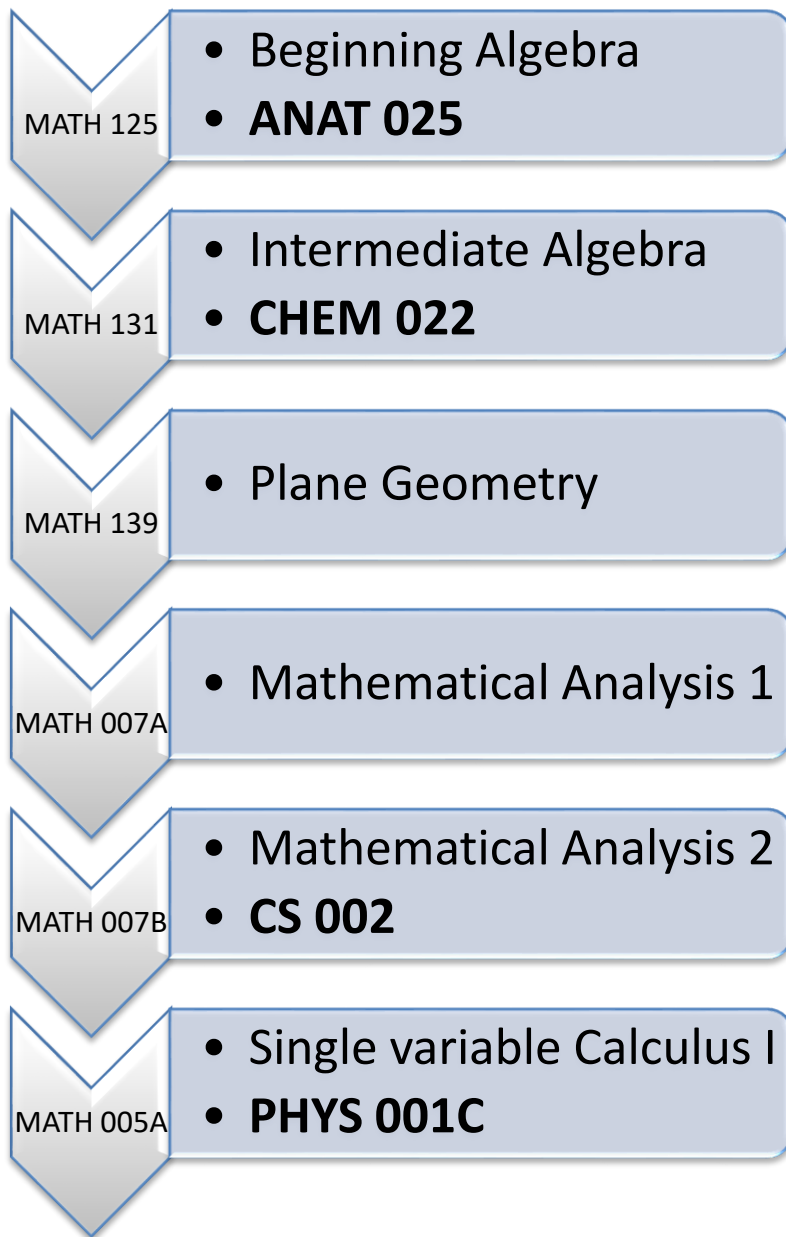 MATH 125
• Beginning Algebra
• ANAT 025
MATH 131
• Intermediate Algebra
• CHEM 022
MATH 139
• Plane Geometry
MATH 007A
• Mathematical Analysis 1
MATH 007B
• Mathematical Analysis 2
• CS 002
MATH 005A
• Single variable Calculus I
• PHYS 001C